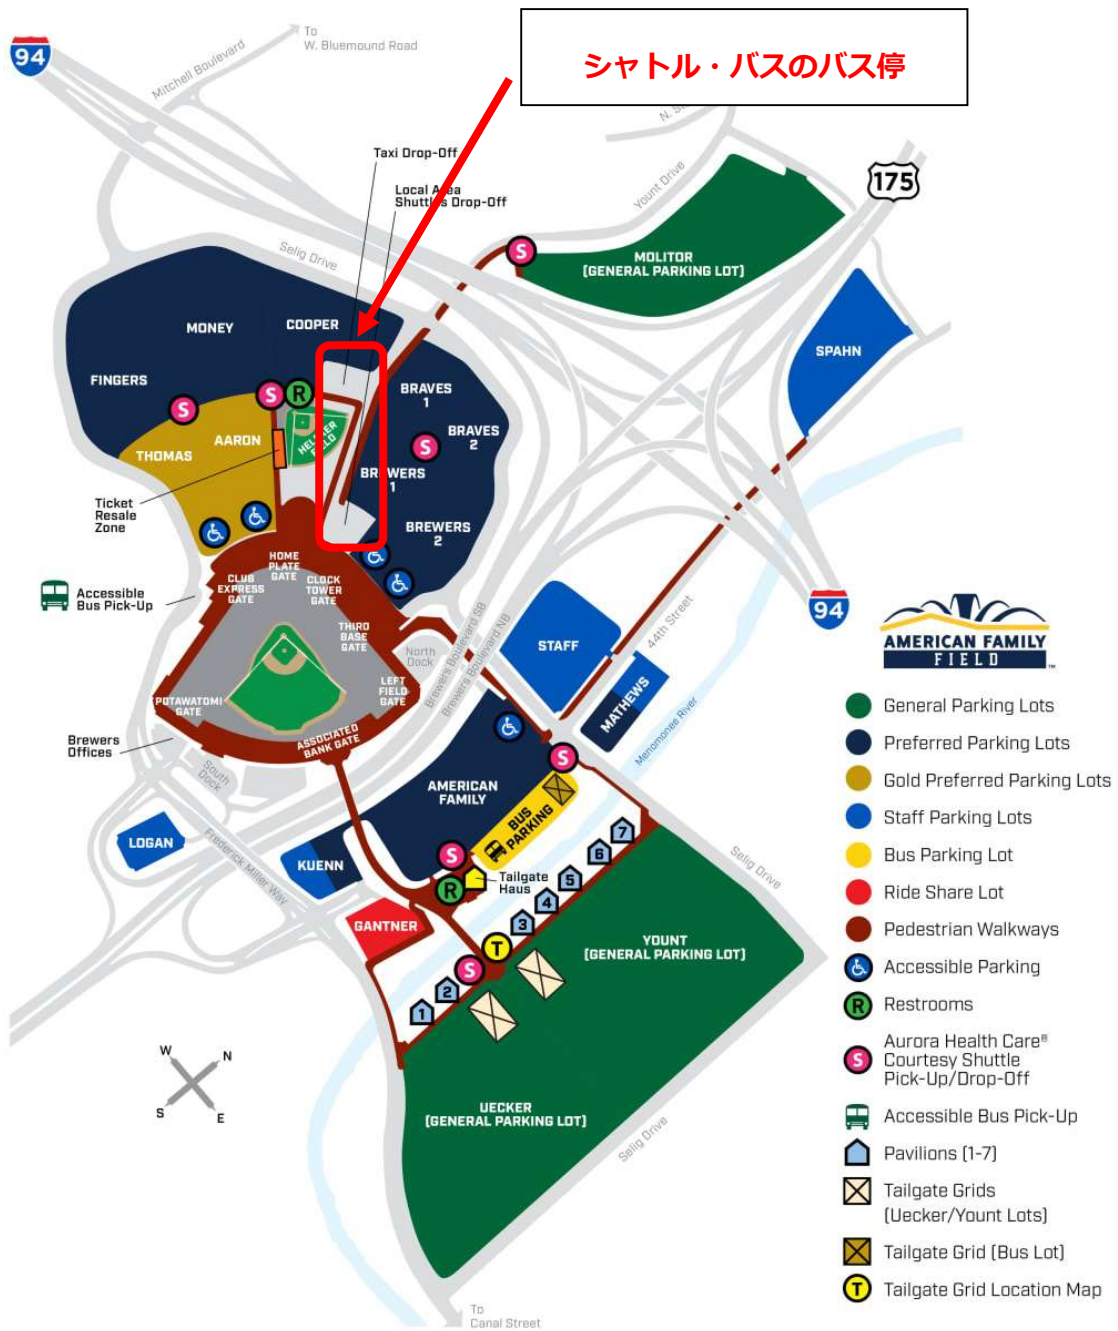 シャトル・バスのバス停
94
To
W. Bluemound Road
Mitchell Boulevard
Taxi Drop-Off
Local Area
Shuttles Drop-Off
Yount Drive
175
Selig Drive
S
MOLITOR
(GENERAL PARKING LOT)
MONEY
COOPER
SPAHN
FINGERS
BRAVES
1
S
S
R
BRAVES
2
AARON
HELFAER
FIELD
THOMAS
S
BREWERS
1
Ticket
Resale
Zone
BREWERS
2
HOME
PLATE
GATE
CLUB
EXPRESS
GATE
CLOCK
TOWER
GATE
Accessible
Bus Pick-Up
94
THIRD
BASE
GATE
North
Dock
Brewers Boulevard SB
Brewers Boulevard NB
STAFF
44th Street
LEFT
FIELD
GATE
MATHEWS
POTAWATOMI
GATE
Menomonee River
Brewers
Offices
ASSOCIATED
BANK GATE
South
Dock
S
AMERICAN
FAMILY
BUS
PARKING
LOGAN
Frederick Miller Way
KUENN
S
R
Tailgate
Haus
7
6
5
4
3
Selig Drive
GANTNER
T
S
YOUNT
(GENERAL PARKING LOT)
2
1
W
N
S
E
UECKER
(GENERAL PARKING LOT)
Selig Drive
To
Canal Street
AMERICAN FAMILY
FIELD
General Parking Lots
Preferred Parking Lots
Gold Preferred Parking Lots
Staff Parking Lots
Bus Parking Lot
Ride Share Lot
Pedestrian Walkways
Accessible Parking
R Restrooms
S Aurora Health Care®
Courtesy Shuttle
Pick-Up/Drop-Off
Accessible Bus Pick-Up
Pavilions (1-7)
Tailgate Grids
(Uecker/Yount Lots)
Tailgate Grid (Bus Lot)
T Tailgate Grid Location Map